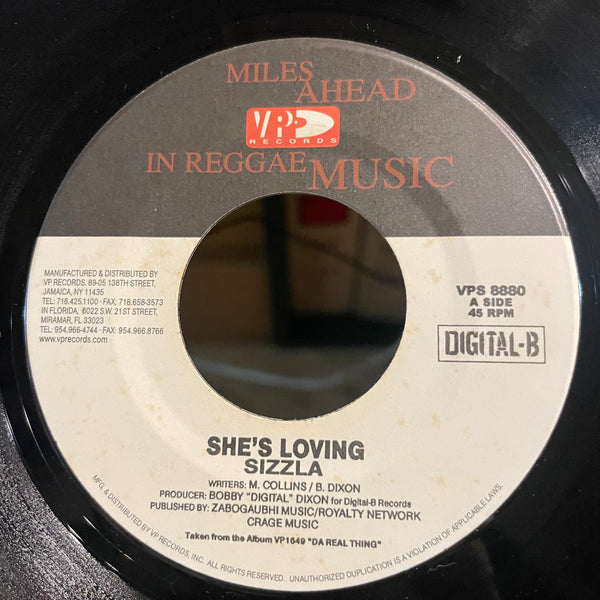 MILES
AHEAD
VP
RECORDS
IN REGGAE MUSIC
MANUFACTURED & DISTRIBUTED BY
VP RECORDS. 89-05 138TH STREET,
JAMAICA, NY 11435
TEL: 718.425.1100 · FAX: 718.658-3573
IN FLORIDA, 6022 S.W. 21ST STREET,
MIRAMAR, FL 33023
TEL: 954.966-4744 · FAX: 954.966.8766
www.vprecords.com
VPS 8880
A SIDE
45 RPM
DIGITAL-B
SHE'S LOVING
SIZZLA
WRITERS: M. COLLINS / B. DIXON
PRODUCER: BOBBY "DIGITAL" DIXON for Digital-B Records
PUBLISHED BY: ZABOGAUBHI MUSIC/ROYALTY NETWORK
CRAGE MUSIC
Taken from the Album VP1649 "DA REAL THING"
MFG. & DISTRIBUTED BY VP RECORDS, INC. ALL RIGHTS RESERVED. UNAUTHORIZED DUPLICATION IS A VIOLATION OF APPLICABLE LAWS.